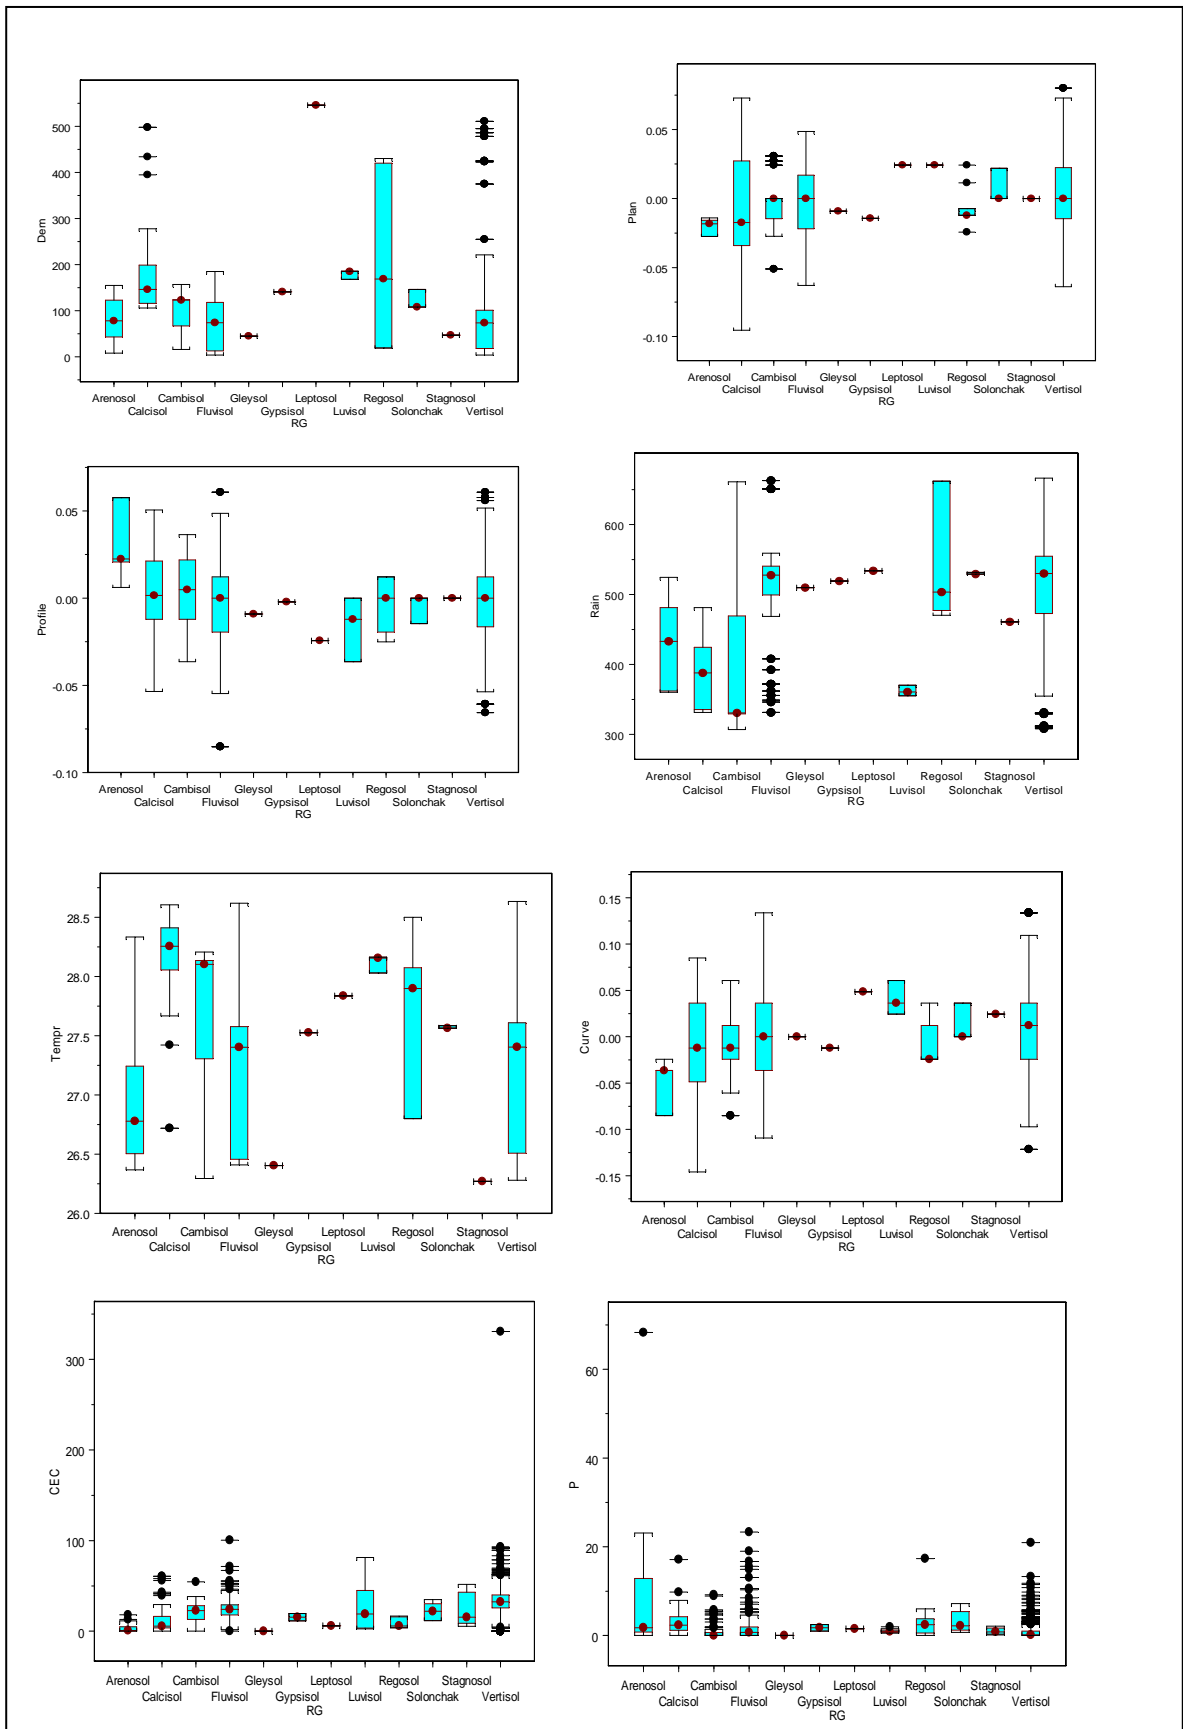 500
400
300
200
100
0
Dem
Arenosol Cambisol Gleysol Leptosol Regosol Stagnosol
Calcisol Fluvisol Gypsisol Luvisol Solonchak Vertisol
RG
0.05
0.00
-0.05
-0.10
Plan
Arenosol Cambisol Gleysol Leptosol Regosol Stagnosol
Calcisol Fluvisol Gypsisol Luvisol Solonchak Vertisol
RG
0.05
0.00
-0.05
-0.10
Profile
Arenosol Cambisol Gleysol Leptosol Regosol Stagnosol
Calcisol Fluvisol Gypsisol Luvisol Solonchak Vertisol
RG
600
500
400
300
Rain
Arenosol Cambisol Gleysol Leptosol Regosol Stagnosol
Calcisol Fluvisol Gypsisol Luvisol Solonchak Vertisol
RG
28.5
28.0
27.5
27.0
26.5
26.0
Tempr
Arenosol Cambisol Gleysol Leptosol Regosol Stagnosol
Calcisol Fluvisol Gypsisol Luvisol Solonchak Vertisol
RG
0.15
0.10
0.05
0.00
-0.05
-0.10
-0.15
Curve
Arenosol Cambisol Gleysol Leptosol Regosol Stagnosol
Calcisol Fluvisol Gypsisol Luvisol Solonchak Vertisol
RG
300
200
100
0
CEC
Arenosol Cambisol Gleysol Leptosol Regosol Stagnosol
Calcisol Fluvisol Gypsisol Luvisol Solonchak Vertisol
RG
60
40
20
0
P
Arenosol Cambisol Gleysol Leptosol Regosol Stagnosol
Calcisol Fluvisol Gypsisol Luvisol Solonchak Vertisol
RG